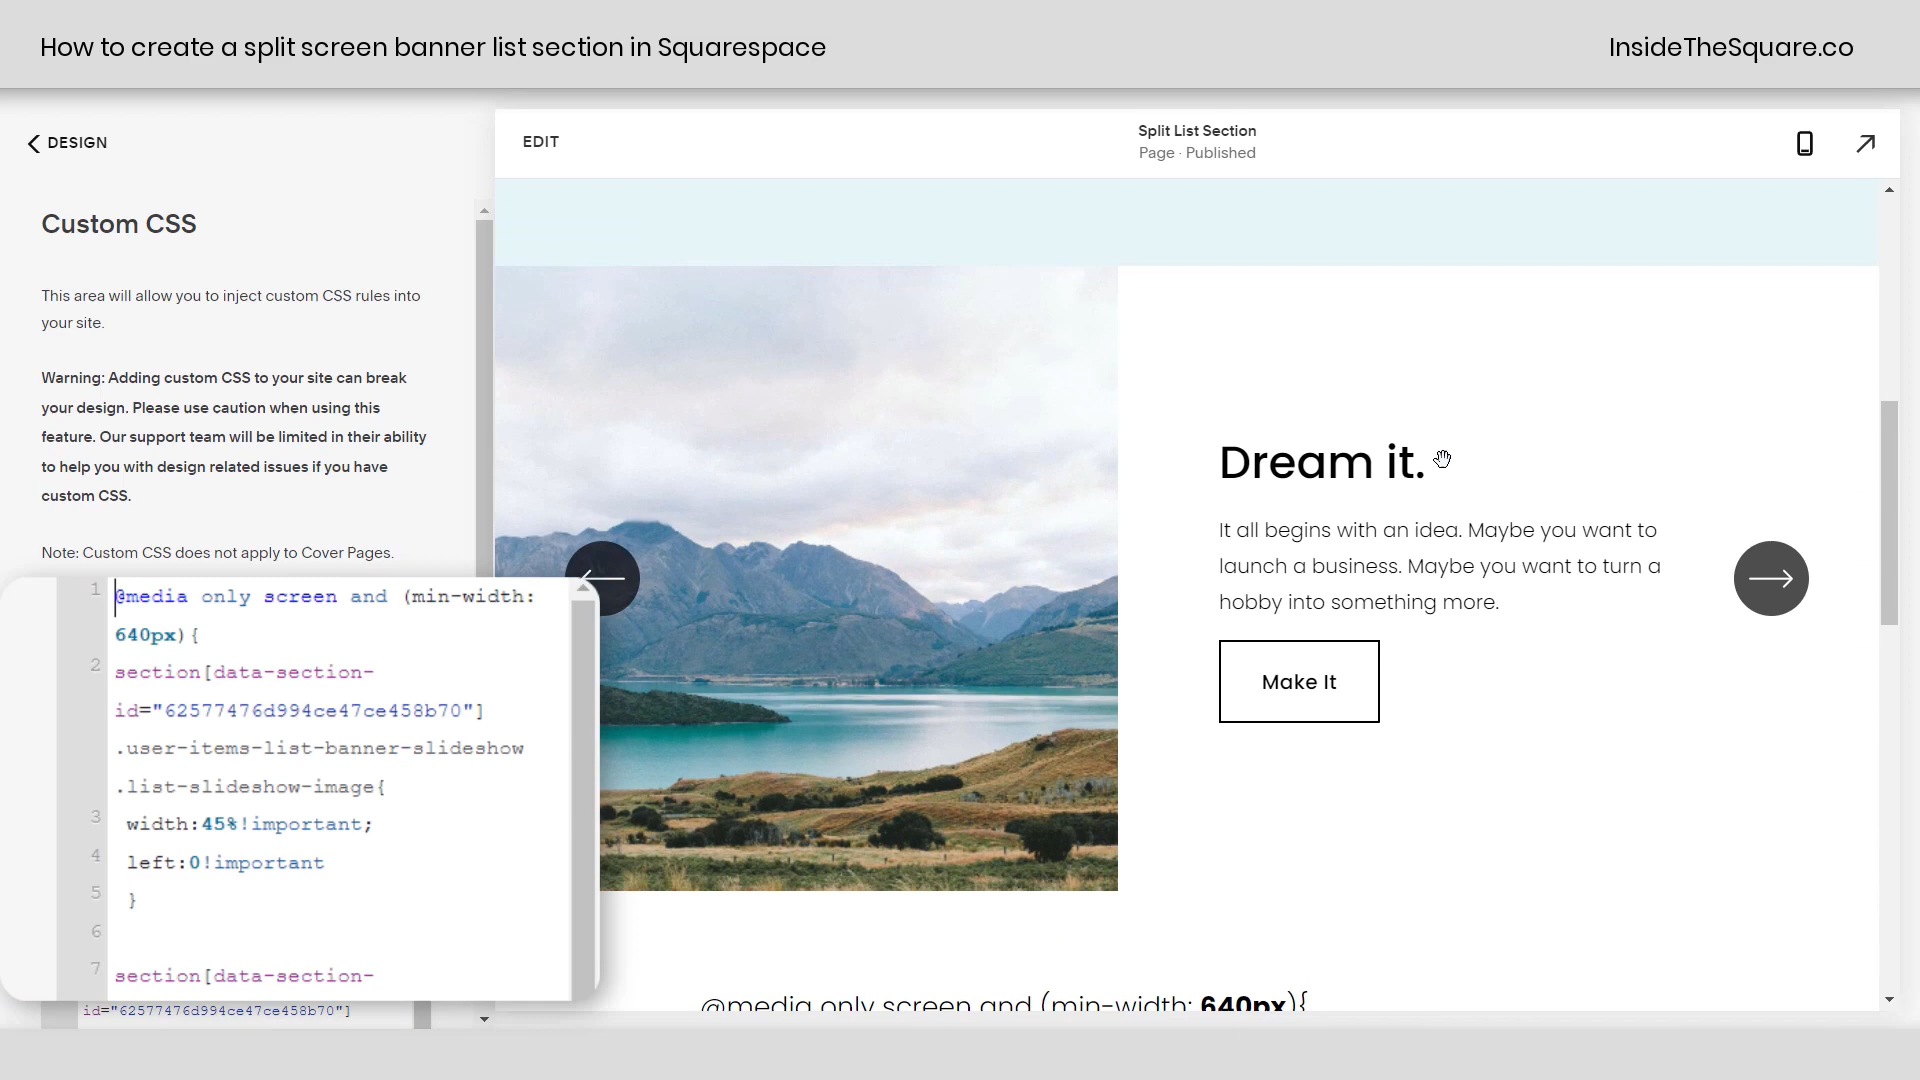 How to create a split screen banner list section in Squarespace
InsideTheSquare.co
DESIGN
EDIT
Split List Section
Page · Published
Custom CSS
This area will allow you to inject custom CSS rules into
your site.
Warning: Adding custom CSS to your site can break
your design. Please use caution when using this
feature. Our support team will be limited in their ability
to help you with design related issues if you have
custom CSS.
Note: Custom CSS does not apply to Cover Pages.
1 @media only screen and (min-width:
640px){
2 section[data-section-
id="62577476d994ce47ce458b70"]
.user-items-list-banner-slideshow
.list-slideshow-image{
3 width:45%!important;
4 left:0!important
5 }
6
7 section[data-section-
id="62577476d994ce47ce458b70"]
Dream it.
It all begins with an idea. Maybe you want to
launch a business. Maybe you want to turn a
hobby into something more.
Make It
@media only screen and (min-width: 640px){